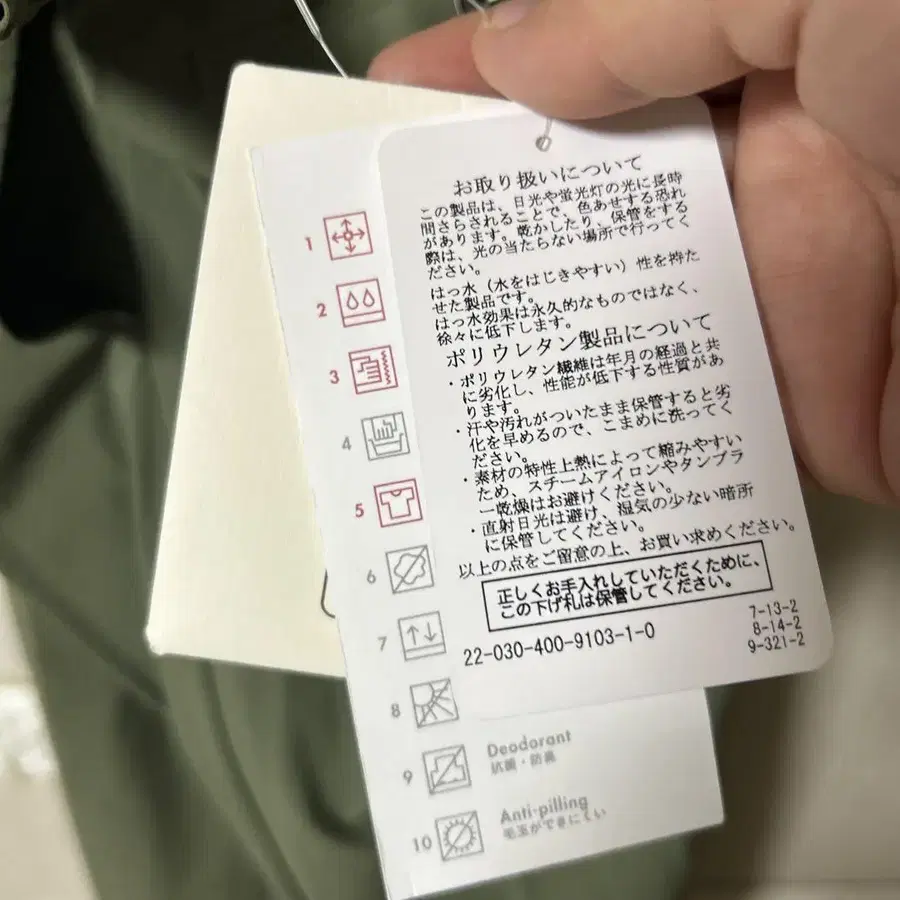 お取り扱いについて
この製品は、日光や蛍光灯の光に長時
間さらされることで、色あせする恐れ
があります。乾かしたり、保管をする
際は、光の当たらない場所で行ってく
ださい。
はっ水（水をはじきやすい）性を持た
せた製品です。
はっ水効果は永久的なものではなく、
徐々に低下します。
ポリウレタン製品について
・ポリウレタン繊維は年月の経過と共
に劣化し、性能が低下する性質があ
ります。
・汗や汚れがついたまま保管すると劣
化を早めるので、こまめに洗ってく
ださい。
・素材の特性上熱によって縮みやすい
ため、スチームアイロンやタンブラ
ー乾燥はお避けください。
・直射日光は避け、湿気の少ない暗所
に保管してください。
以上の点をご留意の上、お買い求めください。
正しくお手入れしていただくために、
この下げ札は保管してください。
22-030-400-9103-1-0
7-13-2
8-14-2
9-321-2
1
2
3
4
5
6
7
8
9 Deodorant
抗菌・防臭
10 Anti-pilling
毛玉ができにくい